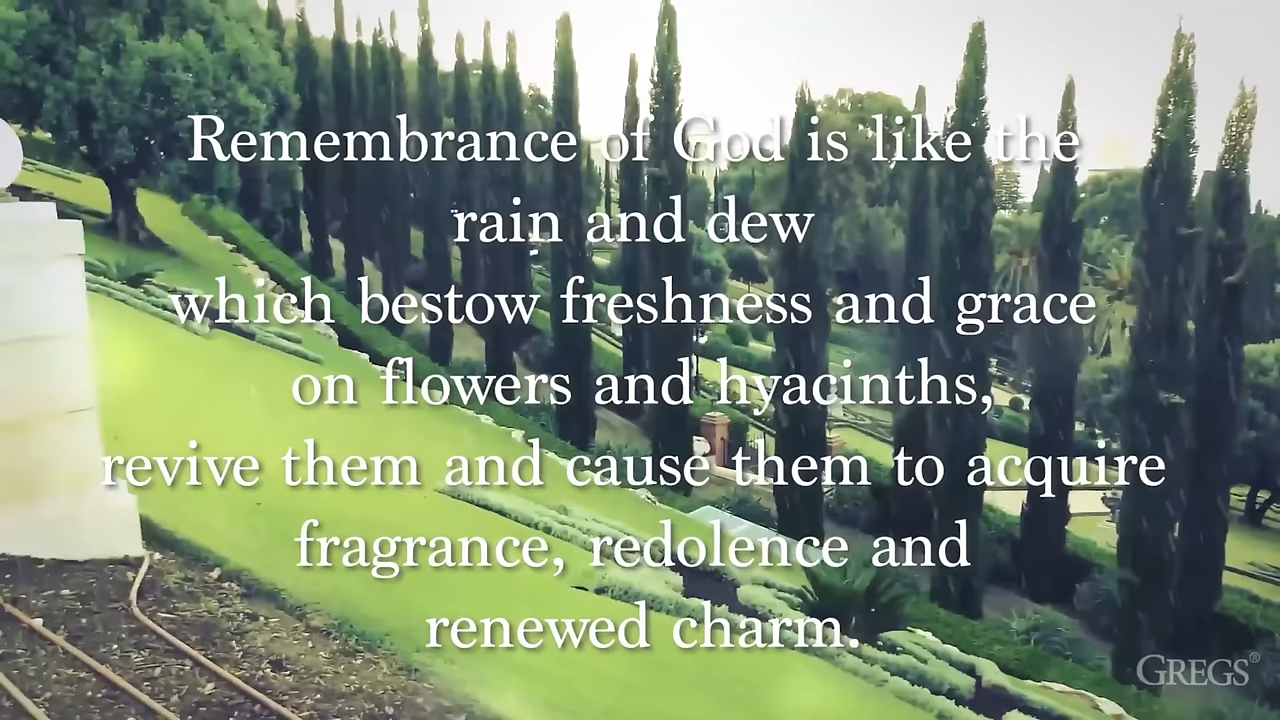 Remembrance of God is like the
rain and dew
which bestow freshness and grace
on flowers and hyacinths,
revive them and cause them to acquire
fragrance, redolence and
renewed charm.
GREGS®